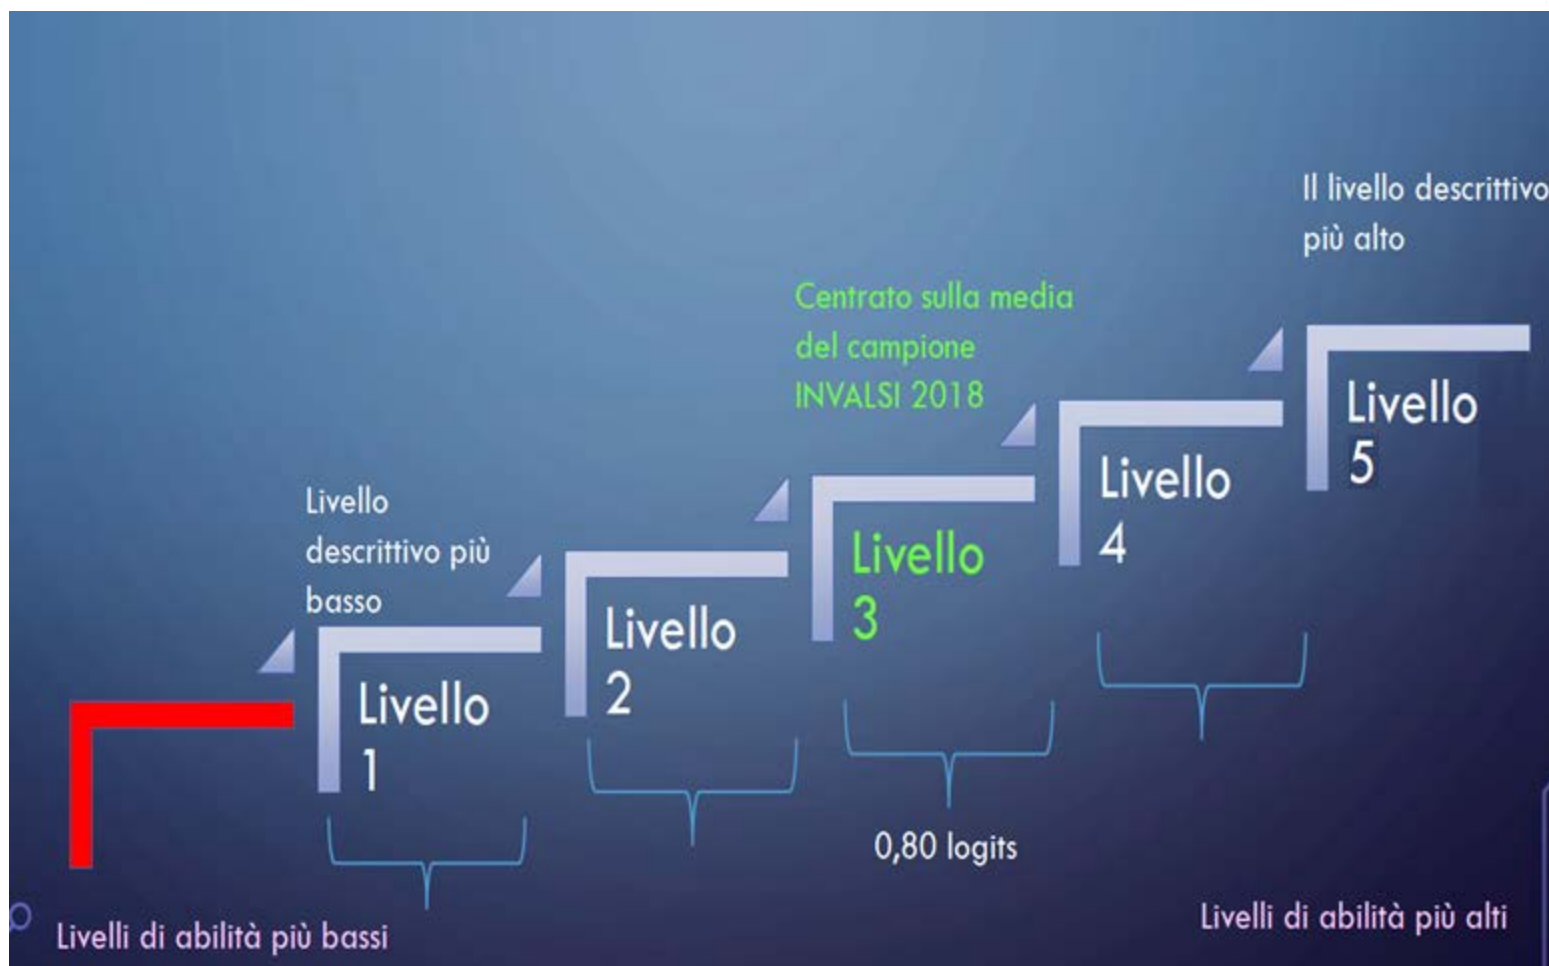 Il livello descrittivo
più alto
Centrato sulla media
del campione
INVALSI 2018
Livello
5
Livello
4
Livello
descrittivo più
basso
Livello
3
Livello
2
Livello
1
0,80 logits
Livelli di abilità più bassi
Livelli di abilità più alti